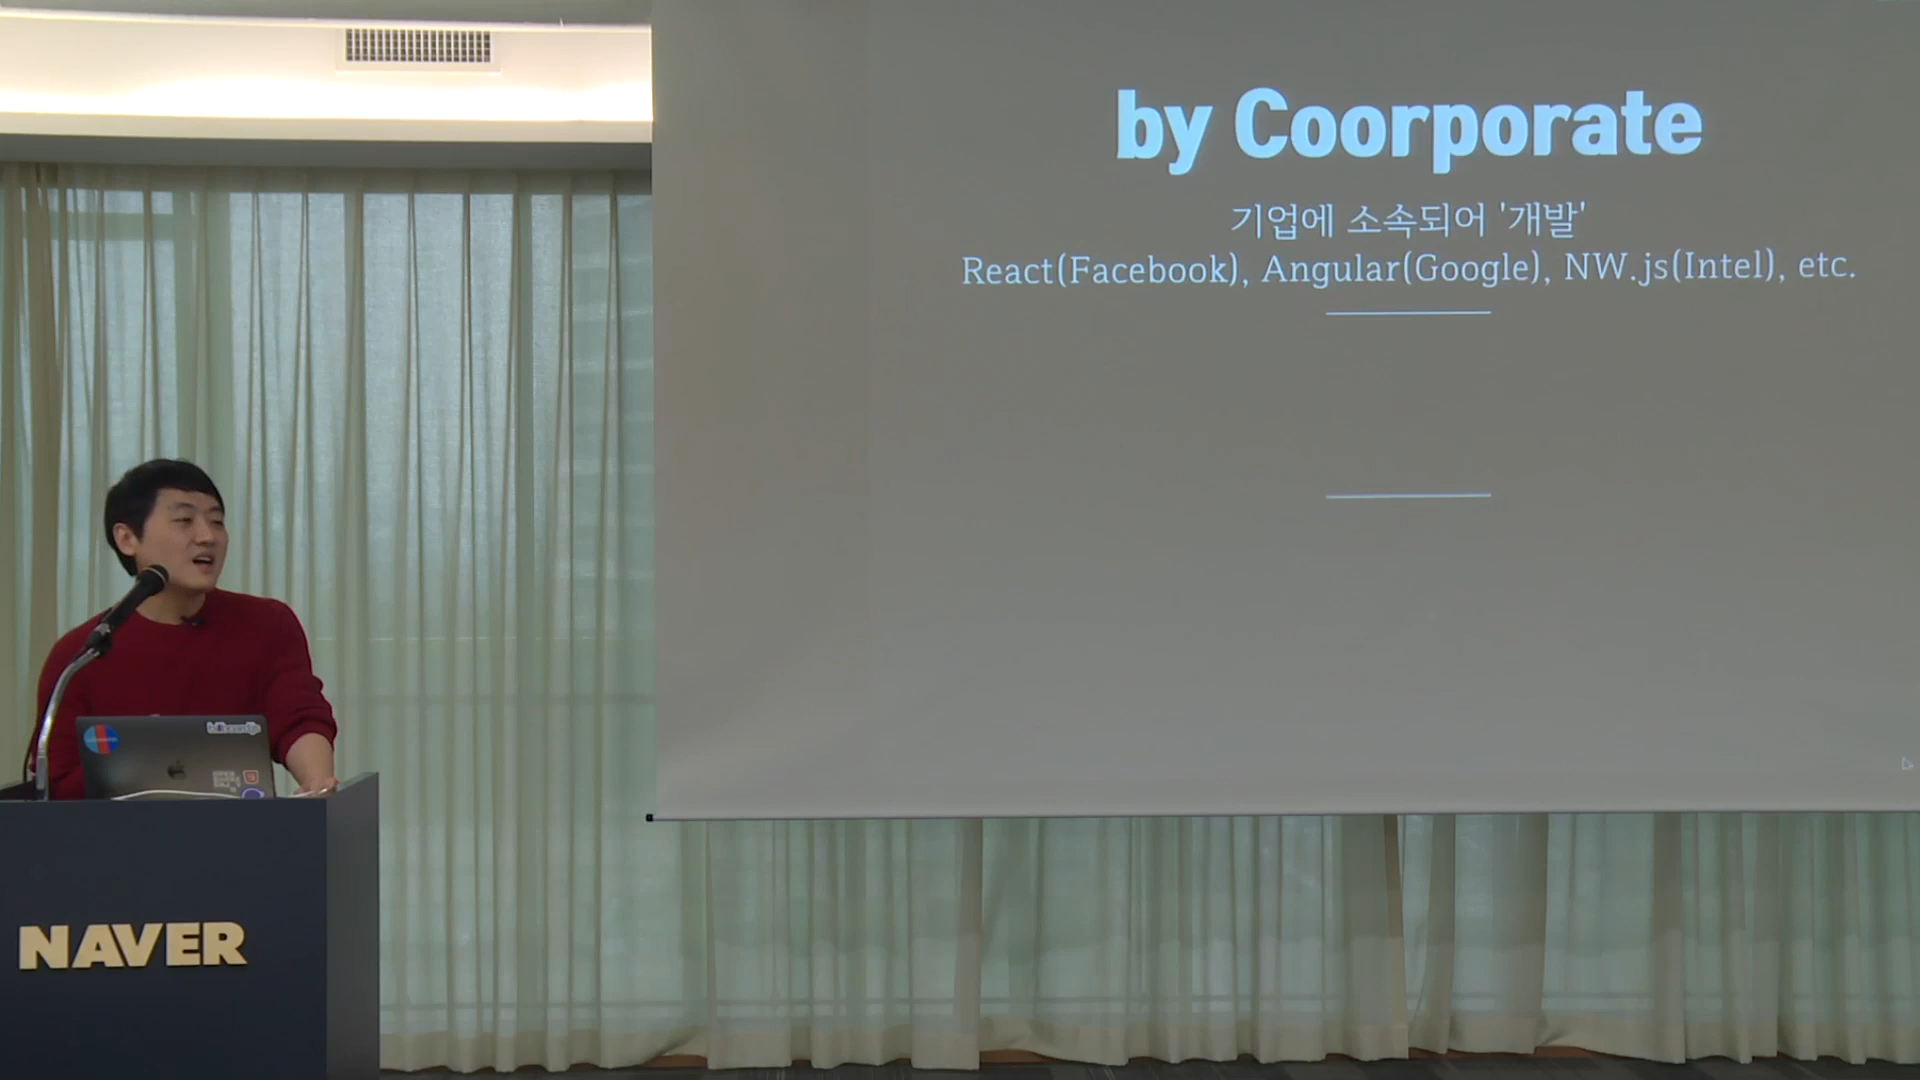 by Coorporate
기업에 소속되어 '개발'
React(Facebook), Angular(Google), NW.js(Intel), etc.
NAVER